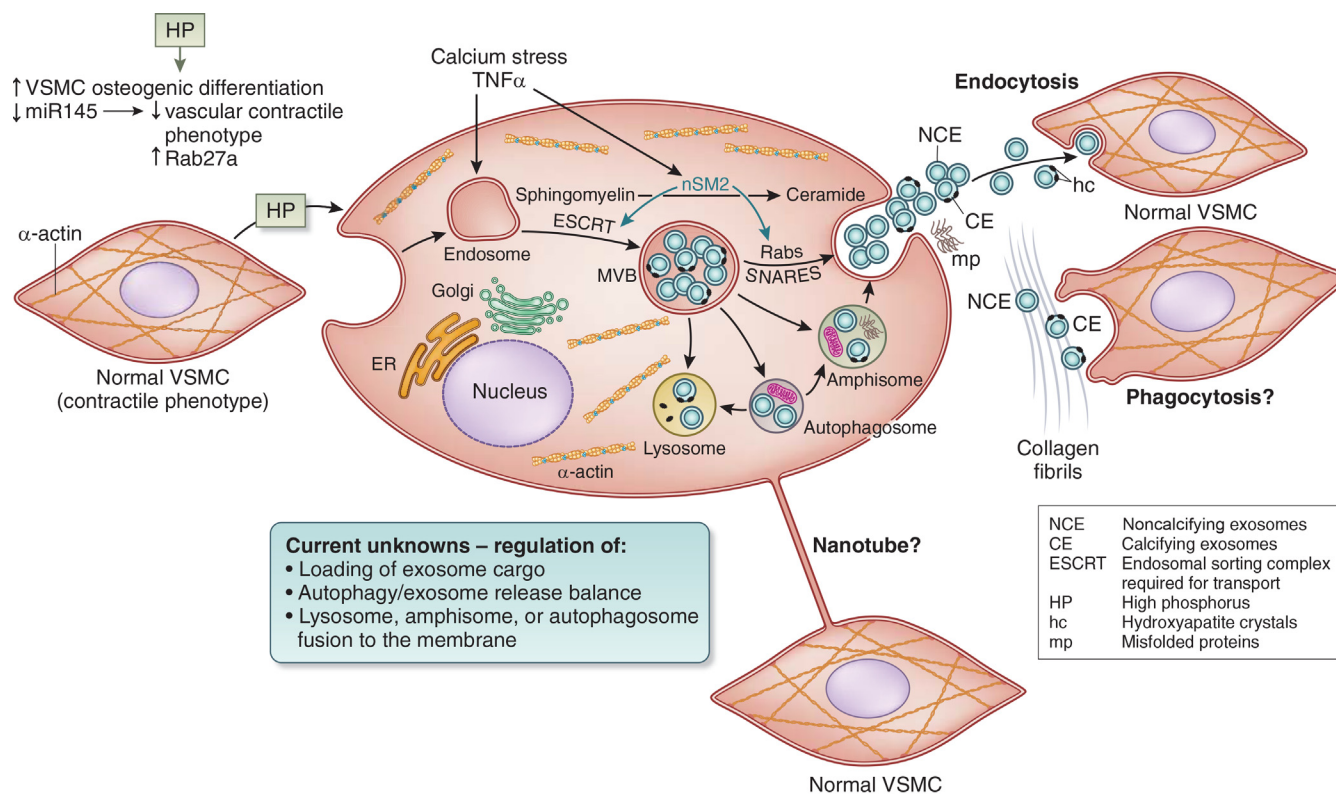 HP
↑ VSMC osteogenic differentiation
↓ miR145 → ↓ vascular contractile
phenotype
↑ Rab27a
HP
α-actin
Normal VSMC
(contractile phenotype)
Calcium stress
TNFα
Sphingomyelin
nSM2
Ceramide
ESCRT
Endosome
MVB
Rabs
SNARES
Golgi
ER
Nucleus
Lysosome
Autophagosome
Amphisome
α-actin
Endocytosis
NCE
CE
mp
hc
Normal VSMC
NCE
CE
Phagocytosis?
Collagen
fibrils
Nanotube?
Normal VSMC
Current unknowns – regulation of:
• Loading of exosome cargo
• Autophagy/exosome release balance
• Lysosome, amphisome, or autophagosome
fusion to the membrane
NCE Noncalcifying exosomes
CE Calcifying exosomes
ESCRT Endosomal sorting complex
required for transport
HP High phosphorus
hc Hydroxyapatite crystals
mp Misfolded proteins